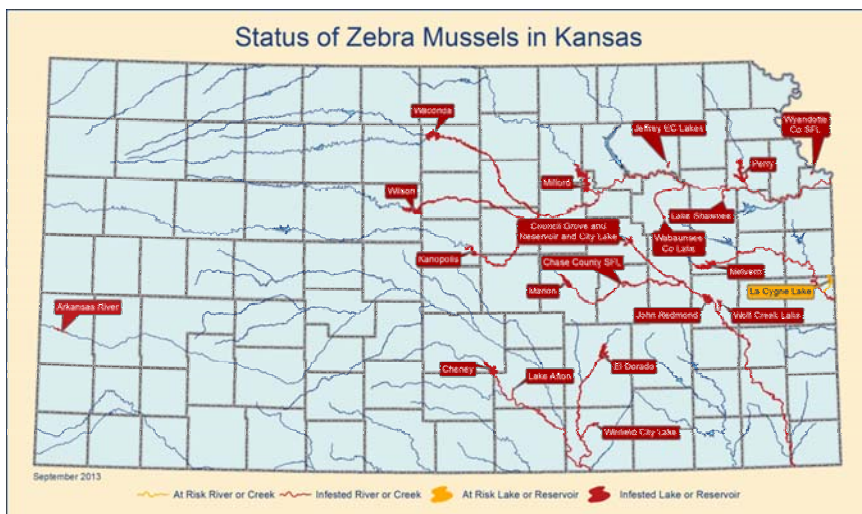 Status of Zebra Mussels in Kansas
Waconda
Jeffrey EC Lakes
Wyandotte
Co SFL
Milford
Perry
Wilson
Lake Shawnee
Council Grove and
Reservoir and City Lake
Wabaunsee
Co Lake
Kanopolis
Chase County SFL
Melvern
Marion
La Cygne Lake
Arkansas River
John Redmond
Wolf Creek Lake
Cheney
Lake Afton
El Dorado
Winfield City Lake
September 2013
At Risk River or Creek
Infested River or Creek
At Risk Lake or Reservoir
Infested Lake or Reservoir